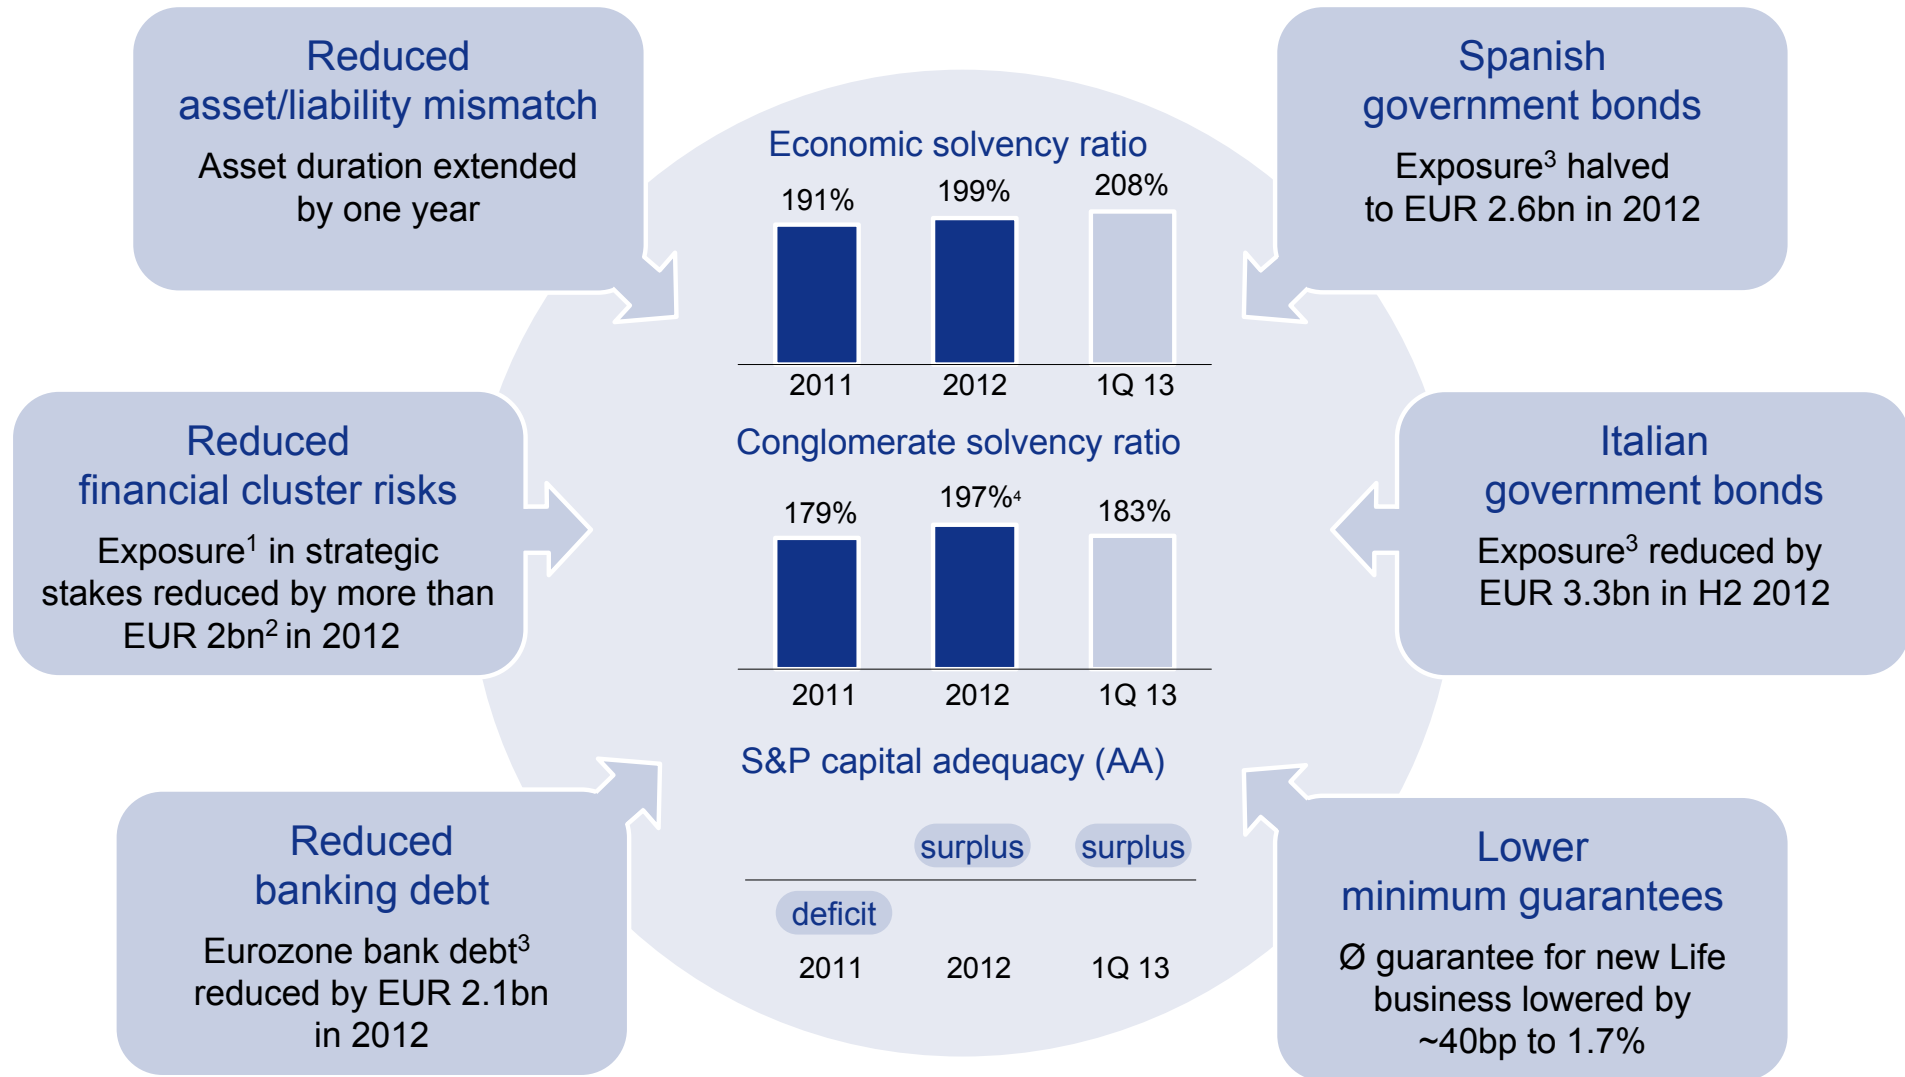 Reduced
asset/liability mismatch
Asset duration extended
by one year
Reduced
financial cluster risks
Exposure¹ in strategic
stakes reduced by more than
EUR 2bn² in 2012
Reduced
banking debt
Eurozone bank debt³
reduced by EUR 2.1bn
in 2012
Economic solvency ratio
191% 199% 208%
2011 2012 1Q 13
Conglomerate solvency ratio
179% 197%⁴ 183%
2011 2012 1Q 13
S&P capital adequacy (AA)
surplus surplus
deficit
2011 2012 1Q 13
Spanish
government bonds
Exposure³ halved
to EUR 2.6bn in 2012
Italian
government bonds
Exposure³ reduced by
EUR 3.3bn in H2 2012
Lower
minimum guarantees
Ø guarantee for new Life
business lowered by
~40bp to 1.7%